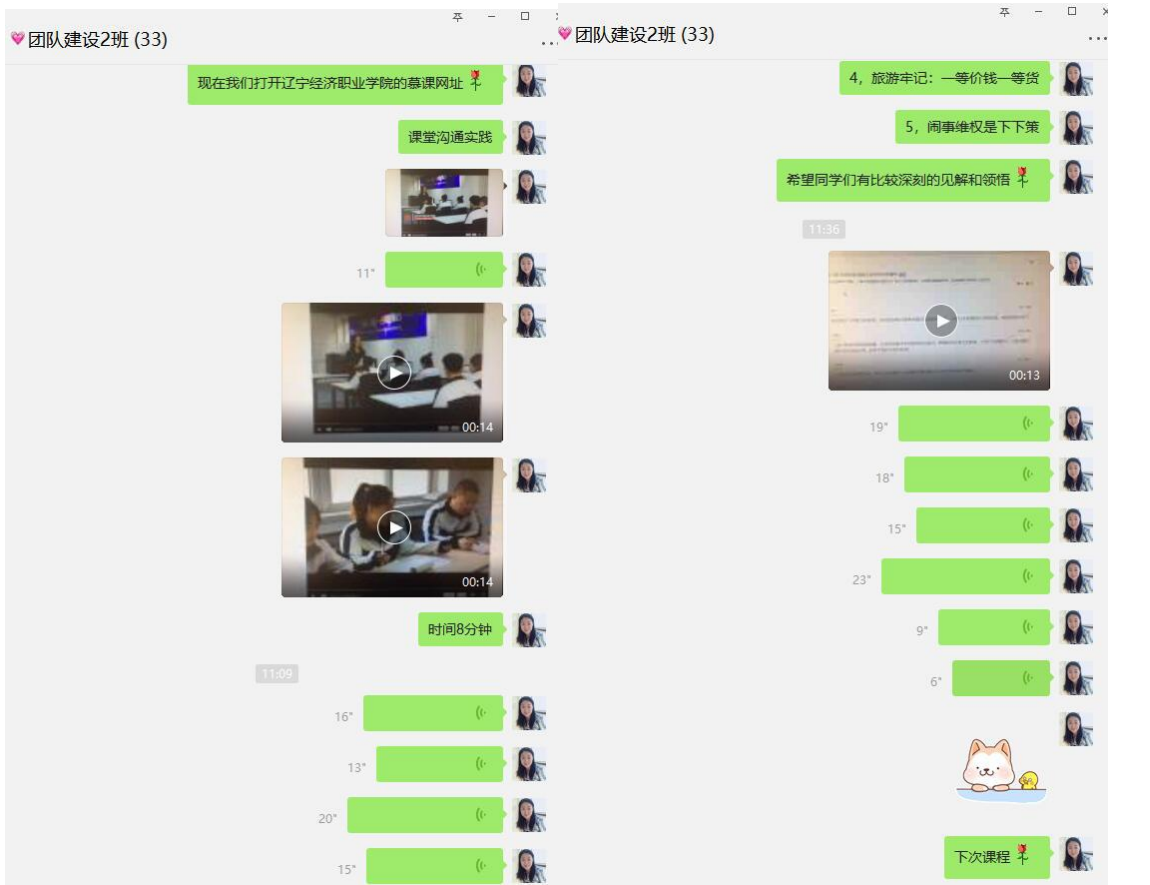 团队建设2班 (33)
现在我们打开辽宁经济职业学院的慕课网址
课堂沟通实践
11"
00:14
00:14
时间8分钟
11:09
16"
13"
20"
15"
团队建设2班 (33)
4，旅游牢记：一等价钱一等货
5，闹事维权是下下策
希望同学们有比较深刻的见解和领悟
11:36
00:13
19"
18"
15"
23"
9"
6"
下次课程